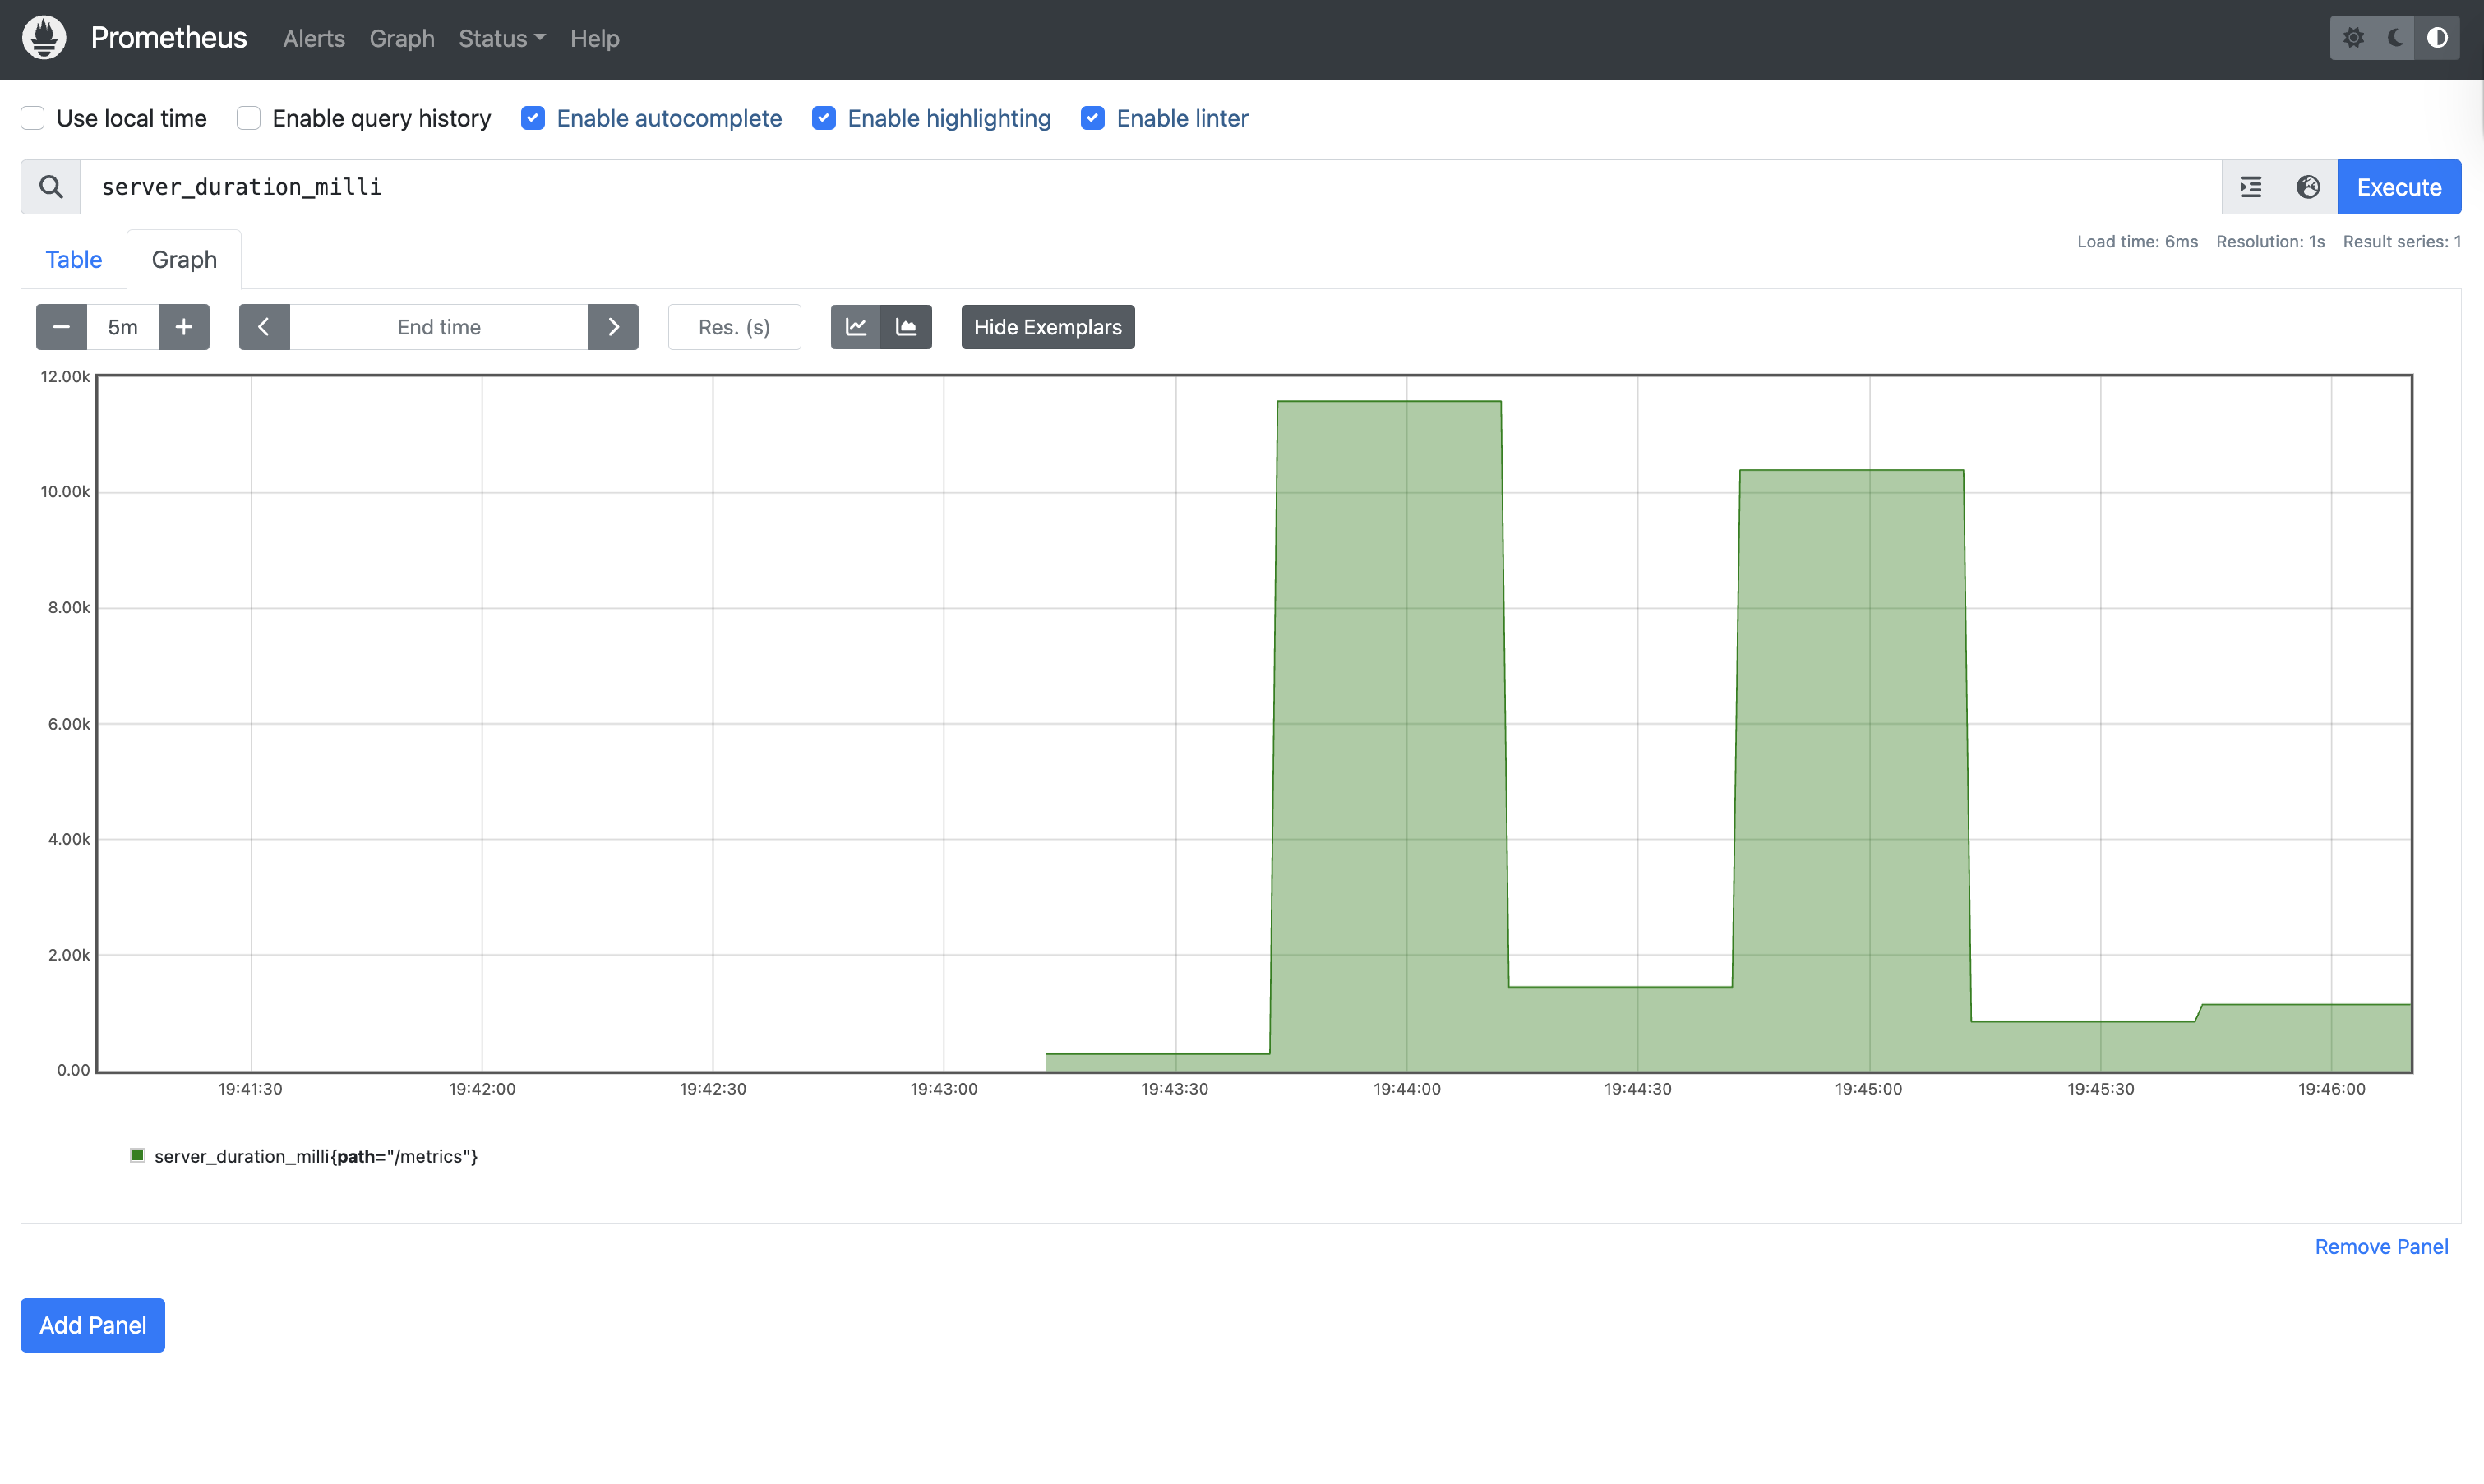 Prometheus Alerts Graph Status Help
Use local time Enable query history Enable autocomplete Enable highlighting Enable linter
server_duration_milli Execute
Table Graph
Load time: 6ms Resolution: 1s Result series: 1
5m End time Res. (s) Hide Exemplars
12.00k
10.00k
8.00k
6.00k
4.00k
2.00k
0.00
19:41:30 19:42:00 19:42:30 19:43:00 19:43:30 19:44:00 19:44:30 19:45:00 19:45:30 19:46:00
server_duration_milli{path="/metrics"}
Remove Panel
Add Panel